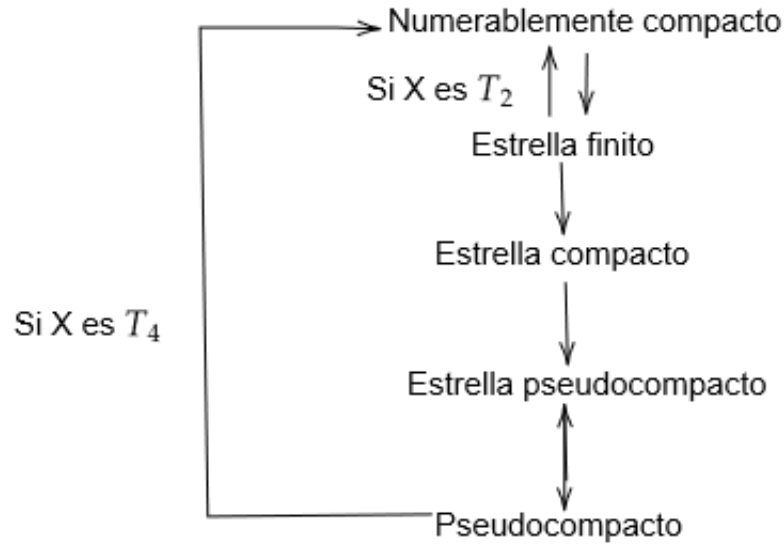 Numerablemente compacto
Si X es T₂
Estrella finito
Estrella compacto
Si X es T₄
Estrella pseudocompacto
Pseudocompacto